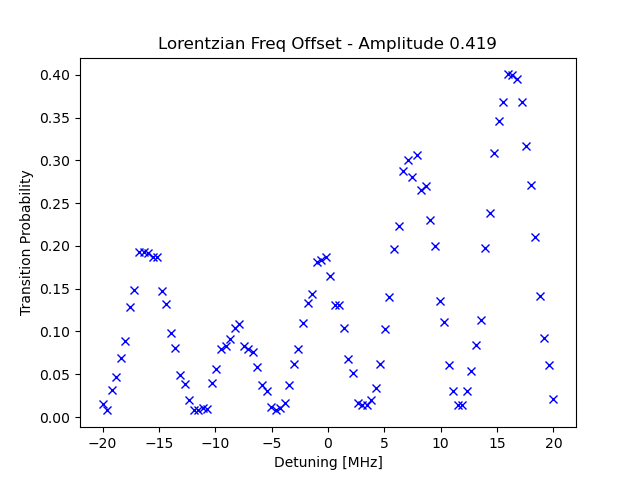 Lorentzian Freq Offset - Amplitude 0.419
0.40
0.35
0.30
0.25
0.20
0.15
0.10
0.05
0.00
Transition Probability
−20 −15 −10 −5 0 5 10 15 20
Detuning [MHz]